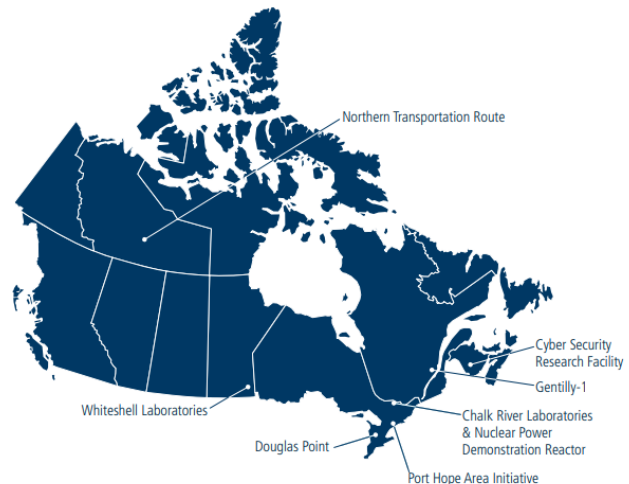 Northern Transportation Route
Cyber Security
Research Facility
Gentilly-1
Whiteshell Laboratories
Chalk River Laboratories
& Nuclear Power
Demonstration Reactor
Douglas Point
Port Hope Area Initiative